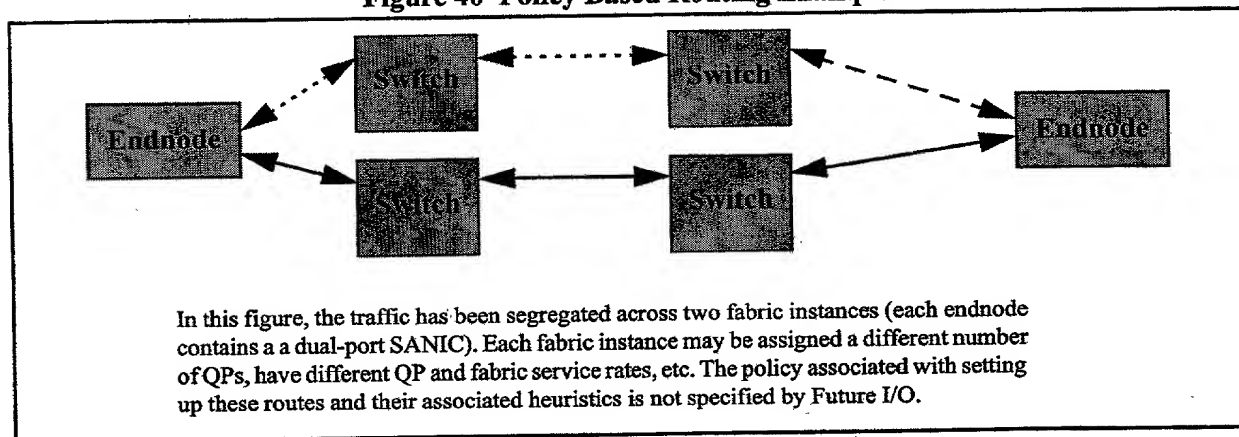 Figure 40 Policy Based Routing Example
Switch
Switch
Endnode
Endnode
Switch
Switch
In this figure, the traffic has been segregated across two fabric instances (each endnode
contains a a dual-port SANIC). Each fabric instance may be assigned a different number
of QPs, have different QP and fabric service rates, etc. The policy associated with setting
up these routes and their associated heuristics is not specified by Future I/O.